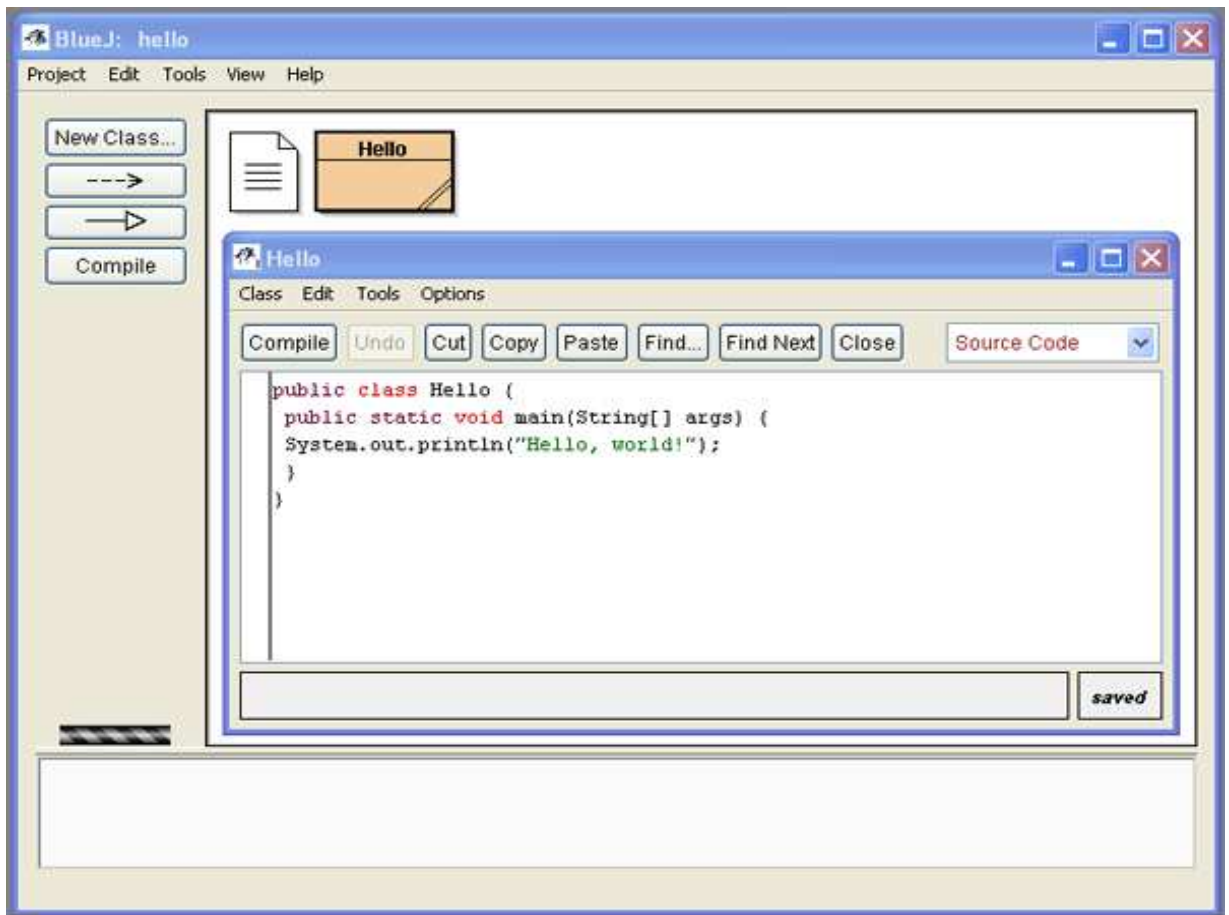 BlueJ: hello
Project Edit Tools View Help
New Class...
Hello
--->
Compile
Hello
Class Edit Tools Options
Compile Undo Cut Copy Paste Find... Find Next Close Source Code
public class Hello {
public static void main(String[] args) {
System.out.println("Hello, world!");
}
}
saved